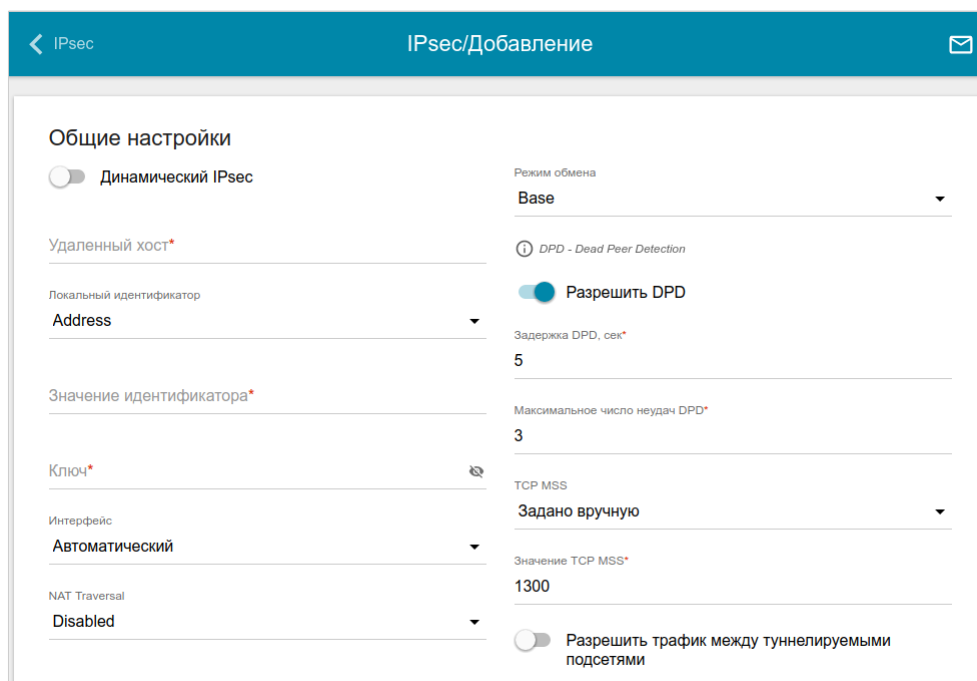 IPsec
IPsec/Добавление
Общие настройки
Динамический IPsec
Удаленный хост*
Локальный идентификатор
Address
Значение идентификатора*
Ключ*
Интерфейс
Автоматический
NAT Traversal
Disabled
Режим обмена
Base
DPD - Dead Peer Detection
Разрешить DPD
Задержка DPD, сек*
5
Максимальное число неудач DPD*
3
TCP MSS
Задано вручную
Значение TCP MSS*
1300
Разрешить трафик между туннелируемыми
подсетями